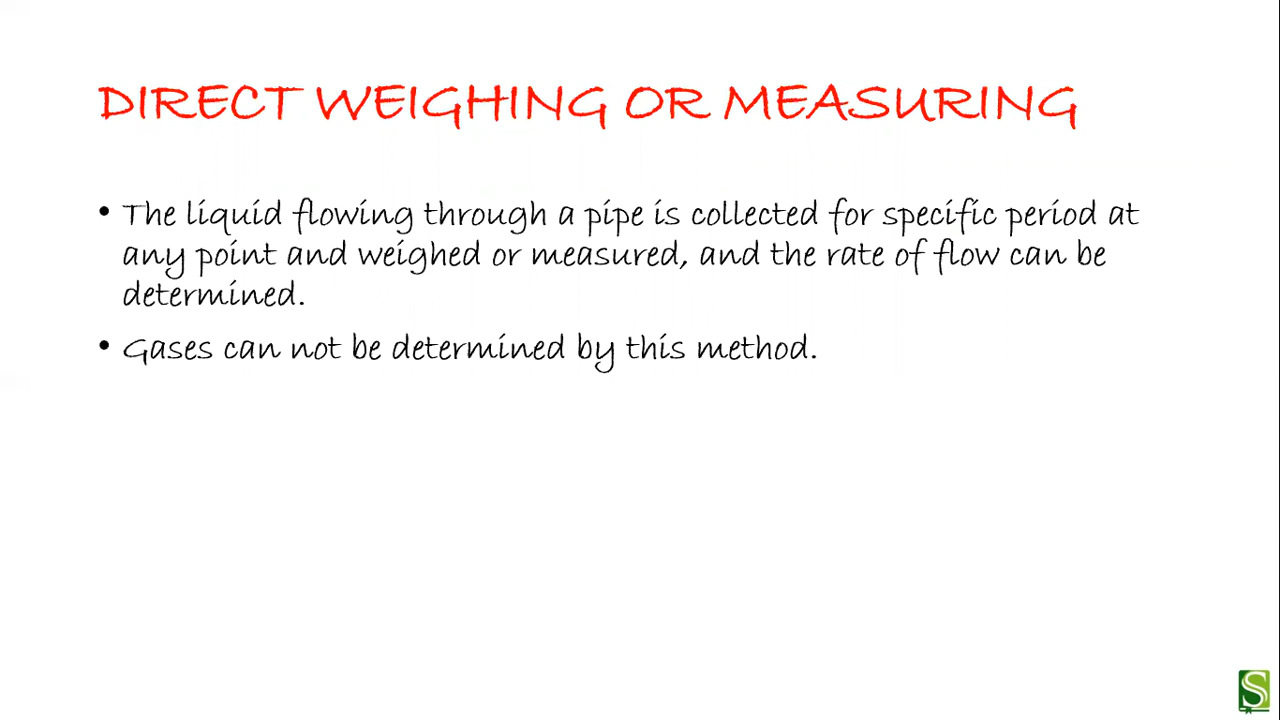 DIRECT WEIGHING OR MEASURING
• The liquid flowing through a pipe is collected for specific period at
any point and weighed or measured, and the rate of flow can be
determined.
• Gases can not be determined by this method.
S